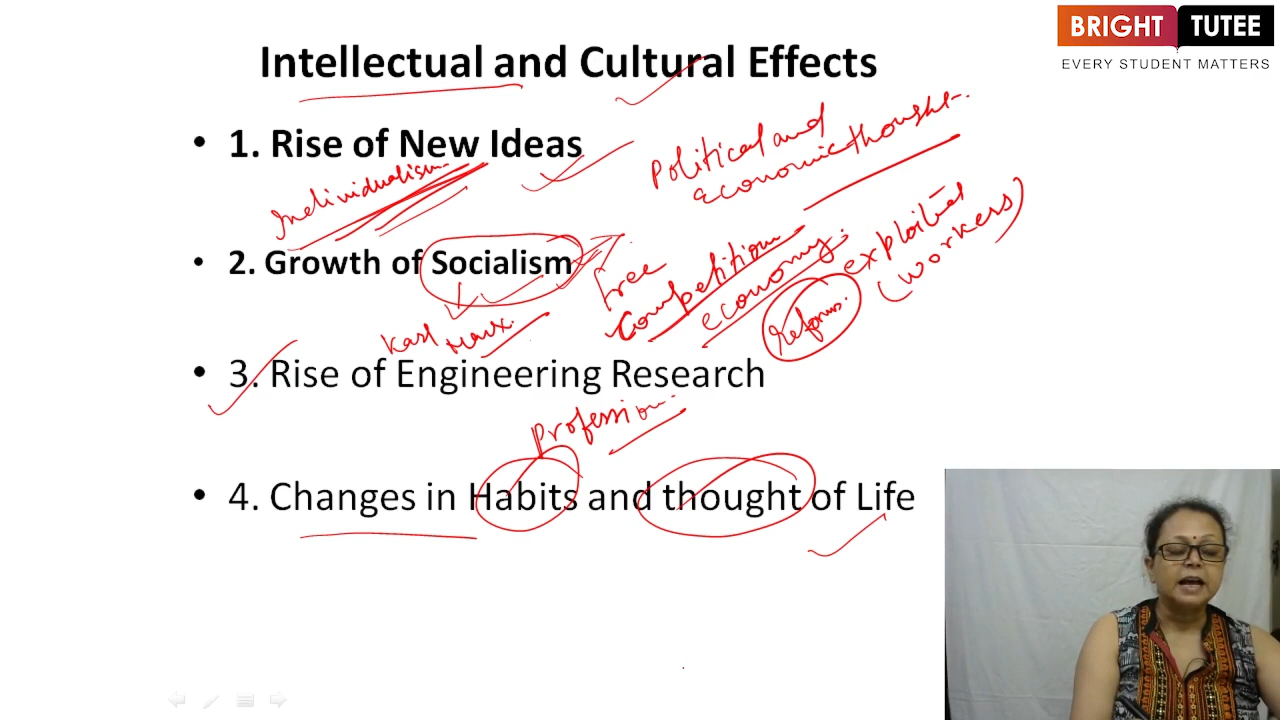 BRIGHT TUTEE
EVERY STUDENT MATTERS
Intellectual and Cultural Effects
• 1. Rise of New Ideas
Individualism
Political and
economic thought
• 2. Growth of Socialism
Karl
Marx
free
competition
economy
exploited
(workers)
reforms
• 3. Rise of Engineering Research
Profession
• 4. Changes in Habits and thought of Life